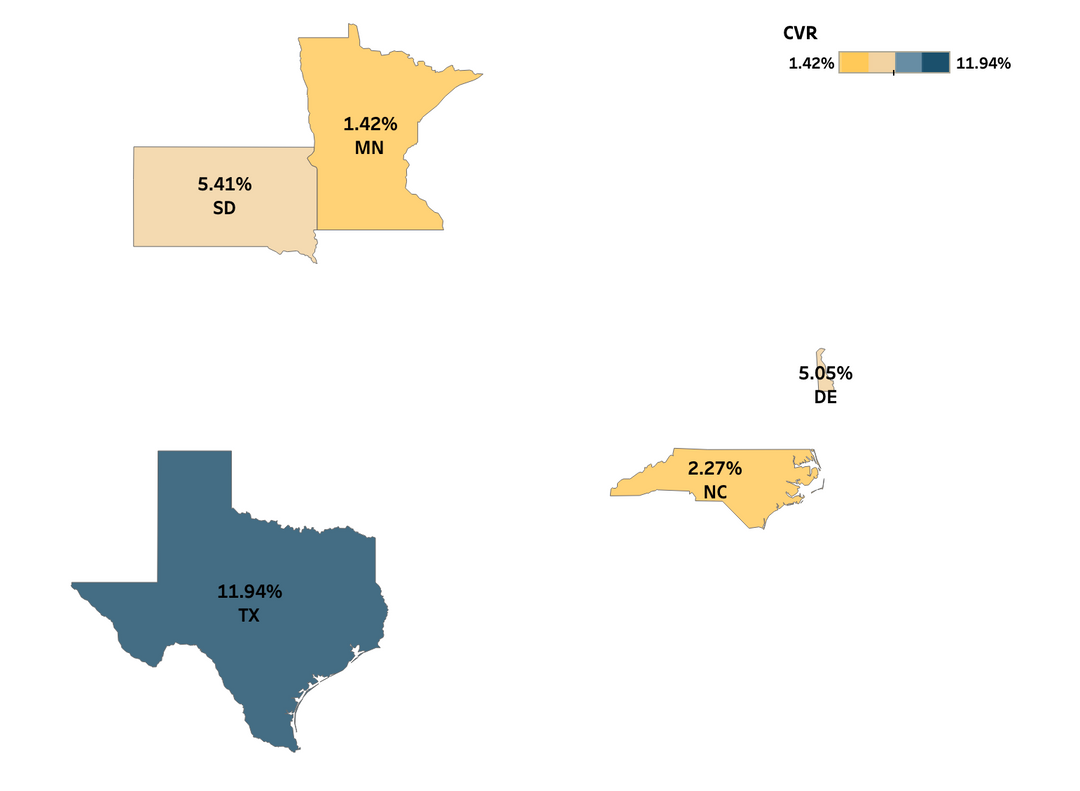 CVR
1.42% 11.94%
1.42%
MN
5.41%
SD
5.05%
DE
2.27%
NC
11.94%
TX